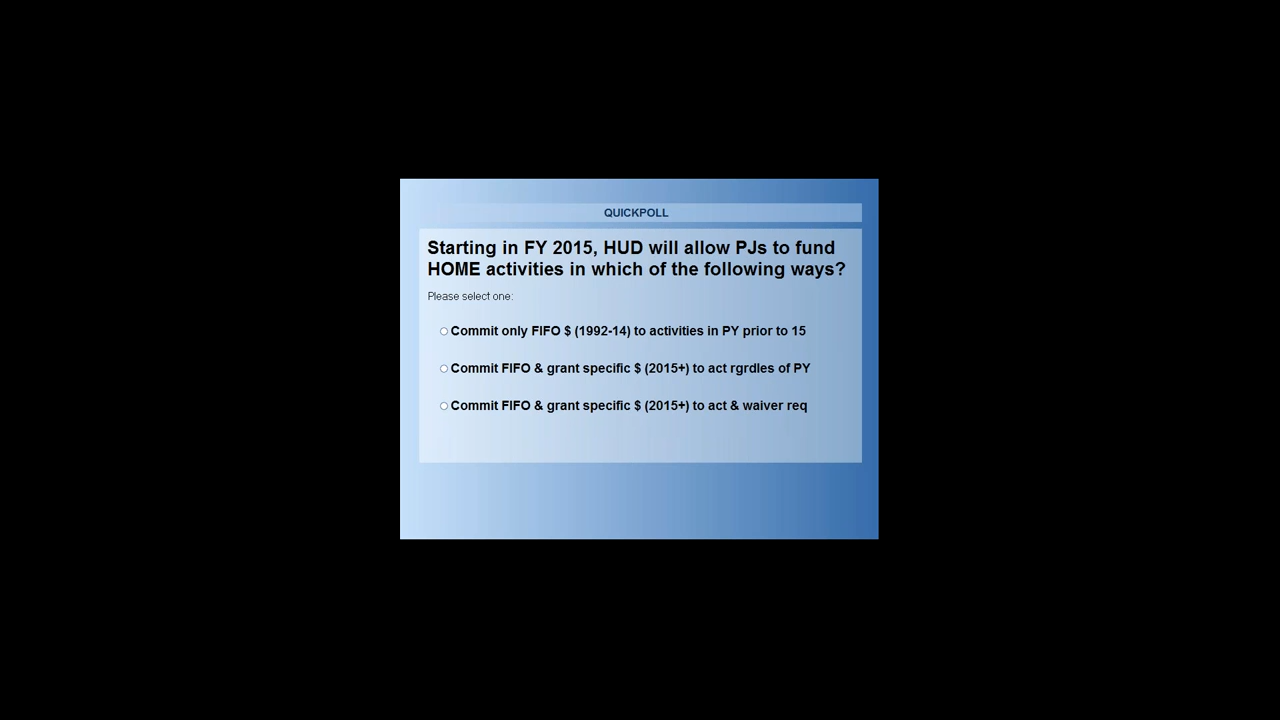 QUICKPOLL
Starting in FY 2015, HUD will allow PJs to fund
HOME activities in which of the following ways?
Please select one:
Commit only FIFO $ (1992-14) to activities in PY prior to 15
Commit FIFO & grant specific $ (2015+) to act rgrdles of PY
Commit FIFO & grant specific $ (2015+) to act & waiver req